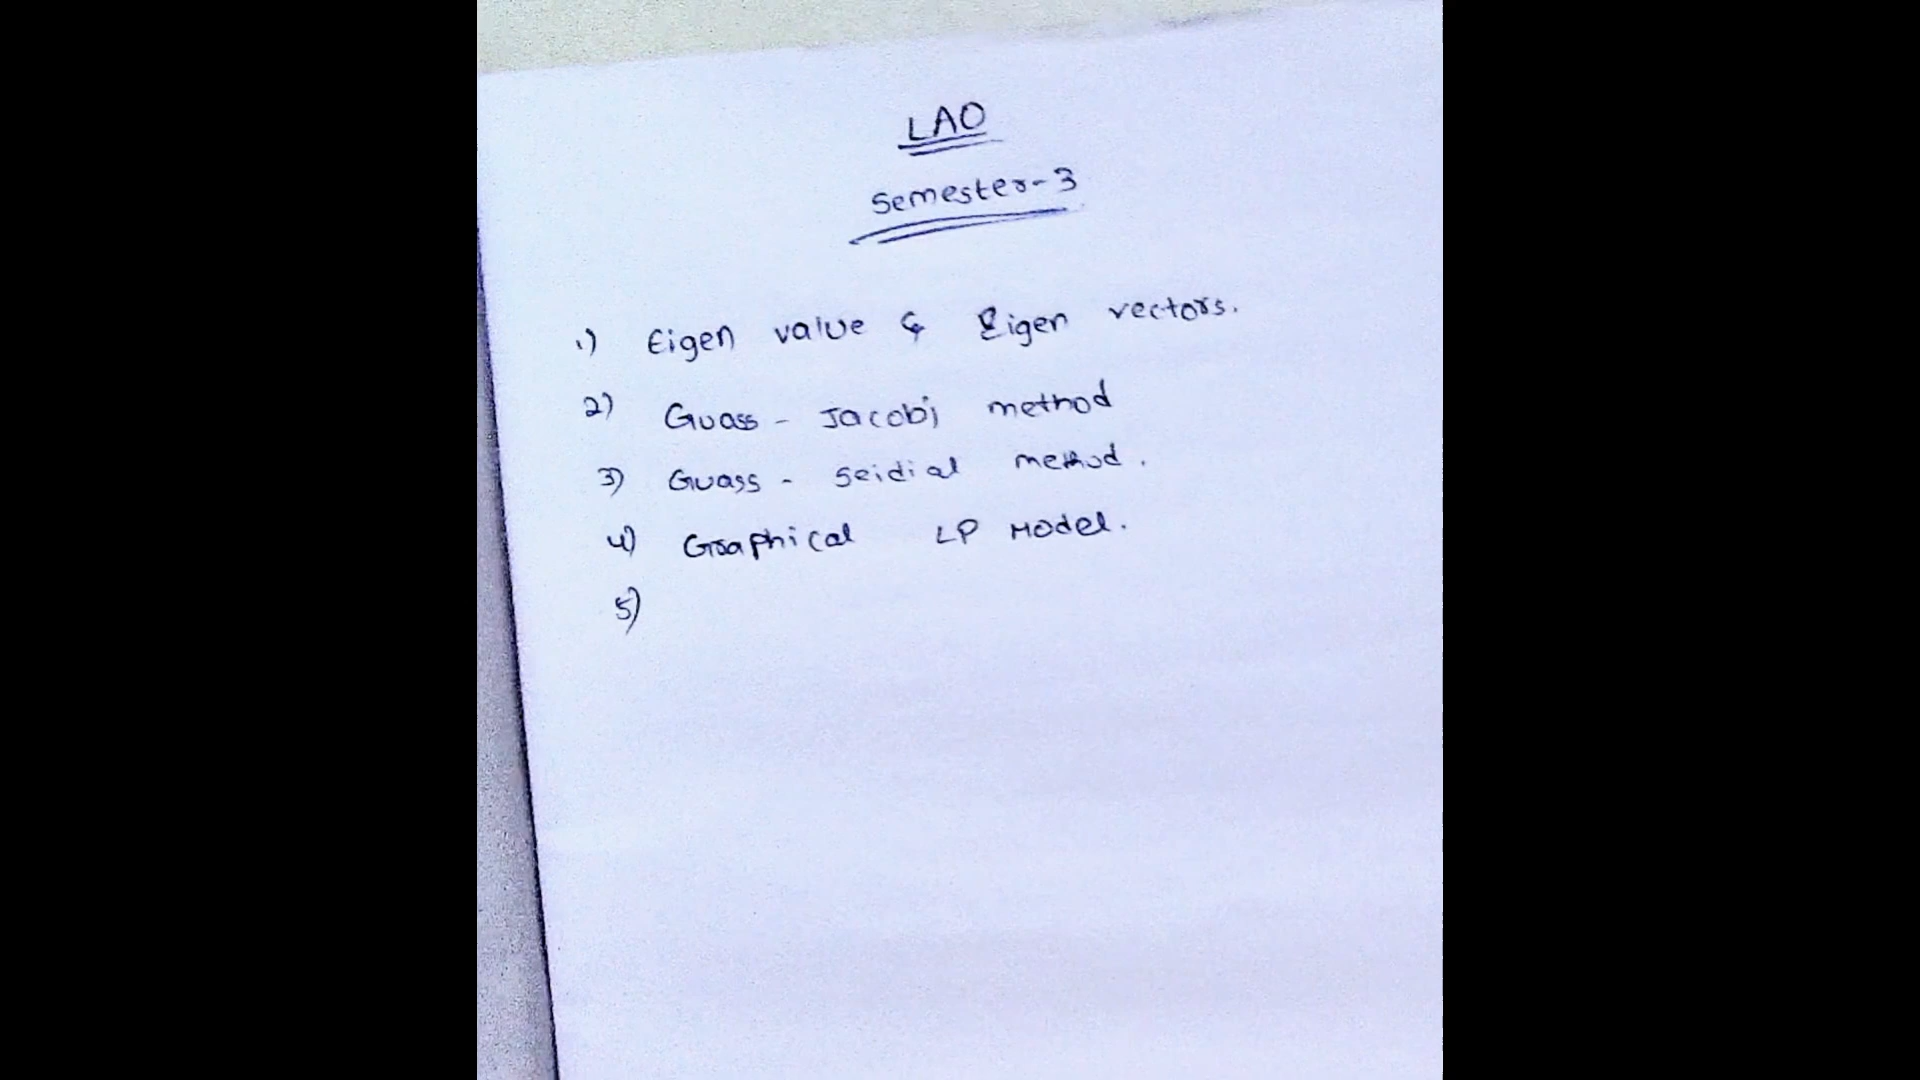 LAO
Semester-3
1) Eigen value & Eigen vectors.
2) Guass - Jacobi method
3) Guass - seidial method.
4) Graphical LP Model.
5)